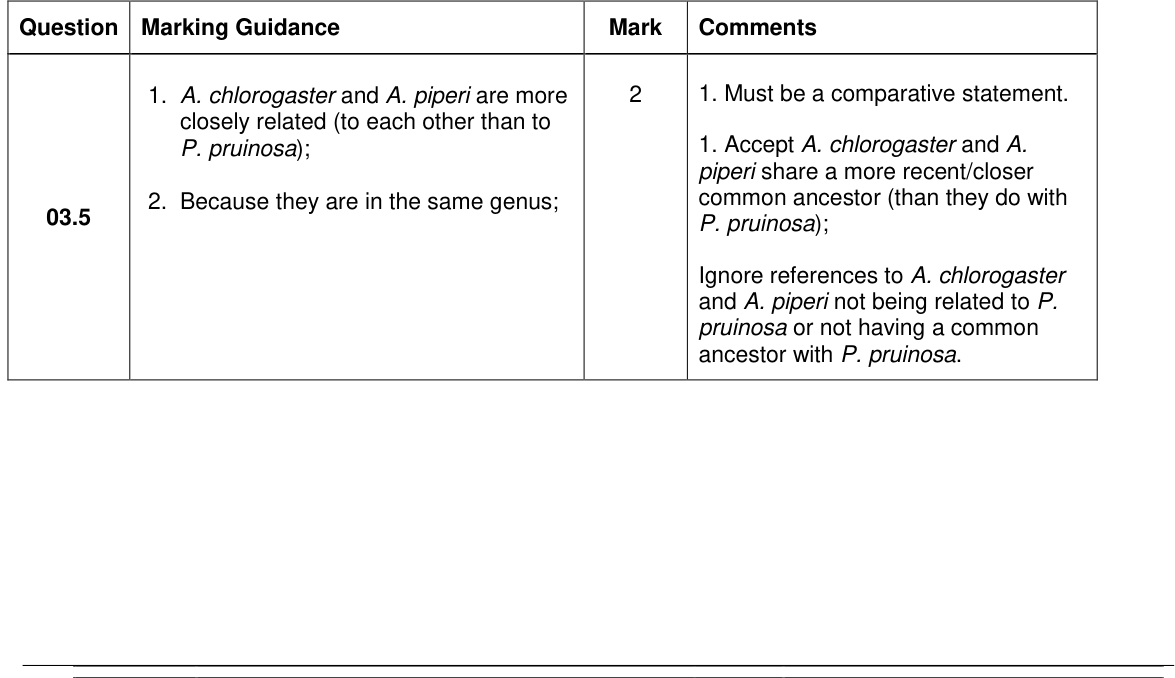 Question Marking Guidance Mark Comments
03.5
1. A. chlorogaster and A. piperi are more
closely related (to each other than to
P. pruinosa);
2. Because they are in the same genus;
2
1. Must be a comparative statement.
1. Accept A. chlorogaster and A.
piperi share a more recent/closer
common ancestor (than they do with
P. pruinosa);
Ignore references to A. chlorogaster
and A. piperi not being related to P.
pruinosa or not having a common
ancestor with P. pruinosa.